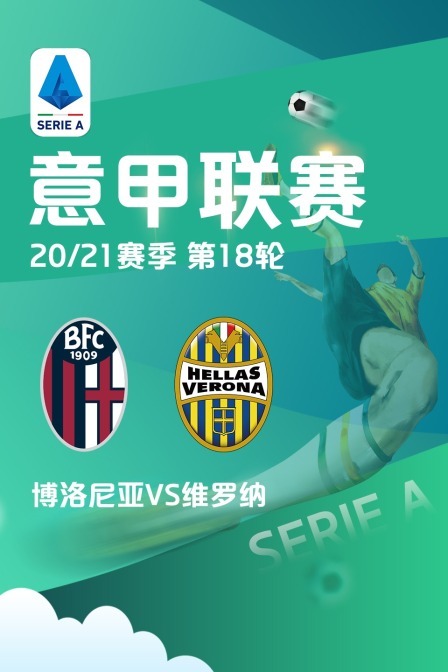 SERIE A
意甲联赛
20/21赛季 第18轮
BFC
1909
HELLAS
VERONA
博洛尼亚VS维罗纳
SERIE A